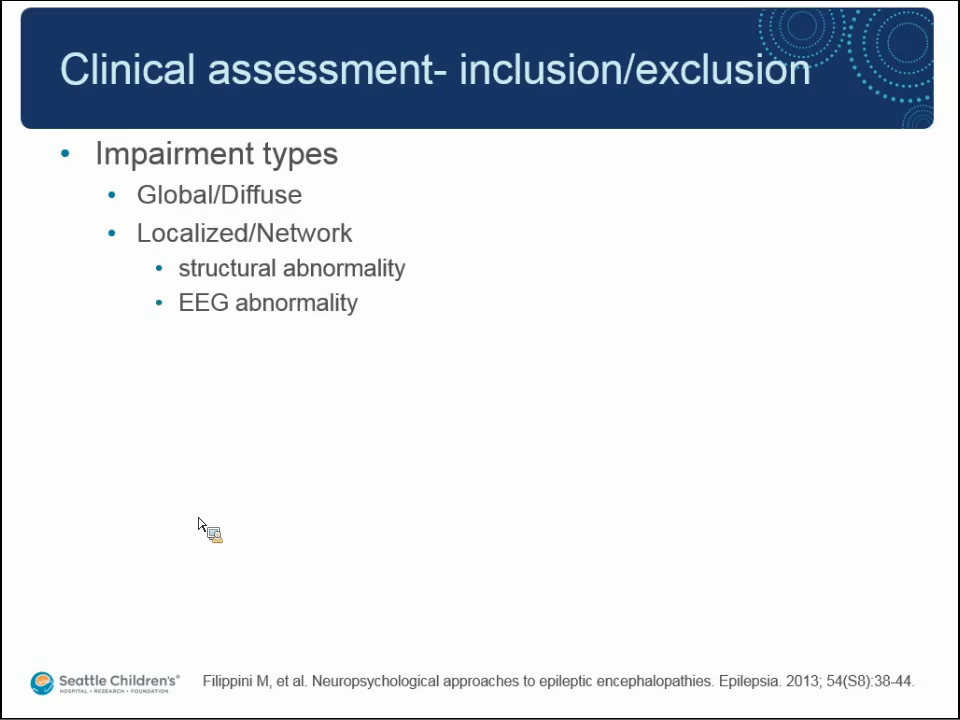 Clinical assessment- inclusion/exclusion
• Impairment types
• Global/Diffuse
• Localized/Network
• structural abnormality
• EEG abnormality
Seattle Children's®
HOSPITAL • RESEARCH • FOUNDATION
Filippini M, et al. Neuropsychological approaches to epileptic encephalopathies. Epilepsia. 2013; 54(S8):38-44.